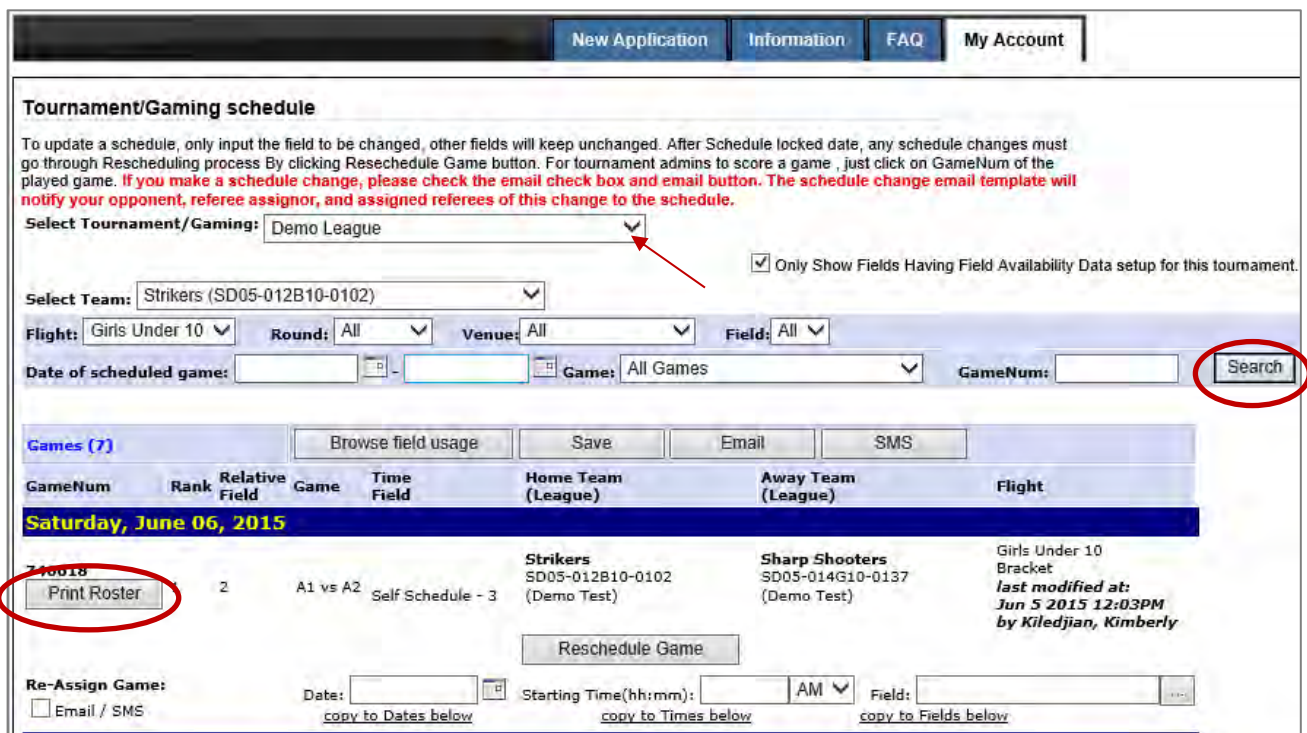 New Application Information FAQ My Account
Tournament/Gaming schedule
To update a schedule, only input the field to be changed, other fields will keep unchanged. After Schedule locked date, any schedule changes must
go through Rescheduling process By clicking Resechedule Game button. For tournament admins to score a game , just click on GameNum of the
played game. If you make a schedule change, please check the email check box and email button. The schedule change email template will
notify your opponent, referee assignor, and assigned referees of this change to the schedule.
Select Tournament/Gaming: Demo League
Only Show Fields Having Field Availability Data setup for this tournament.
Select Team: Strikers (SD05-012B10-0102)
Flight: Girls Under 10 Round: All Venue: All Field: All
Date of scheduled game: - Game: All Games GameNum: Search
Games (7) Browse field usage Save Email SMS
GameNum Rank Relative Field Game Time Field Home Team (League) Away Team (League) Flight
Saturday, June 06, 2015
740618 Strikers Sharp Shooters Girls Under 10
Print Roster 2 A1 vs A2 Self Schedule - 3 SD05-012B10-0102 SD05-014G10-0137 Bracket
(Demo Test) (Demo Test) last modified at:
Jun 5 2015 12:03PM
by Kiledjian, Kimberly
Reschedule Game
Re-Assign Game: Date: Starting Time(hh:mm): AM Field: ...
Email / SMS copy to Dates below copy to Times below copy to Fields below